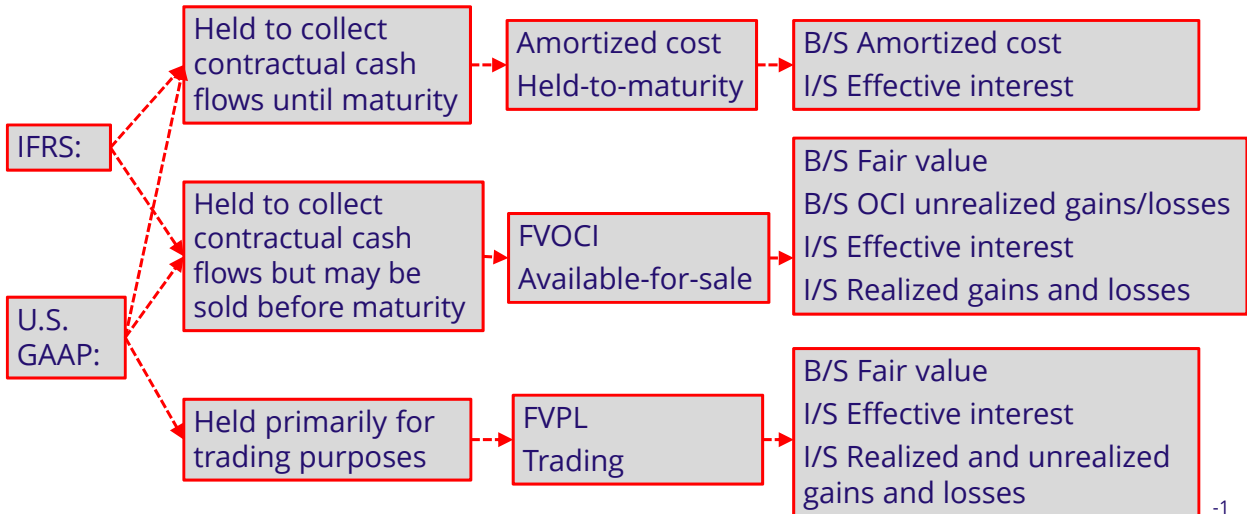 IFRS:
U.S.
GAAP:
Held to collect
contractual cash
flows until maturity
Amortized cost
Held-to-maturity
B/S Amortized cost
I/S Effective interest
Held to collect
contractual cash
flows but may be
sold before maturity
FVOCI
Available-for-sale
B/S Fair value
B/S OCI unrealized gains/losses
I/S Effective interest
I/S Realized gains and losses
Held primarily for
trading purposes
FVPL
Trading
B/S Fair value
I/S Effective interest
I/S Realized and unrealized
gains and losses
-1